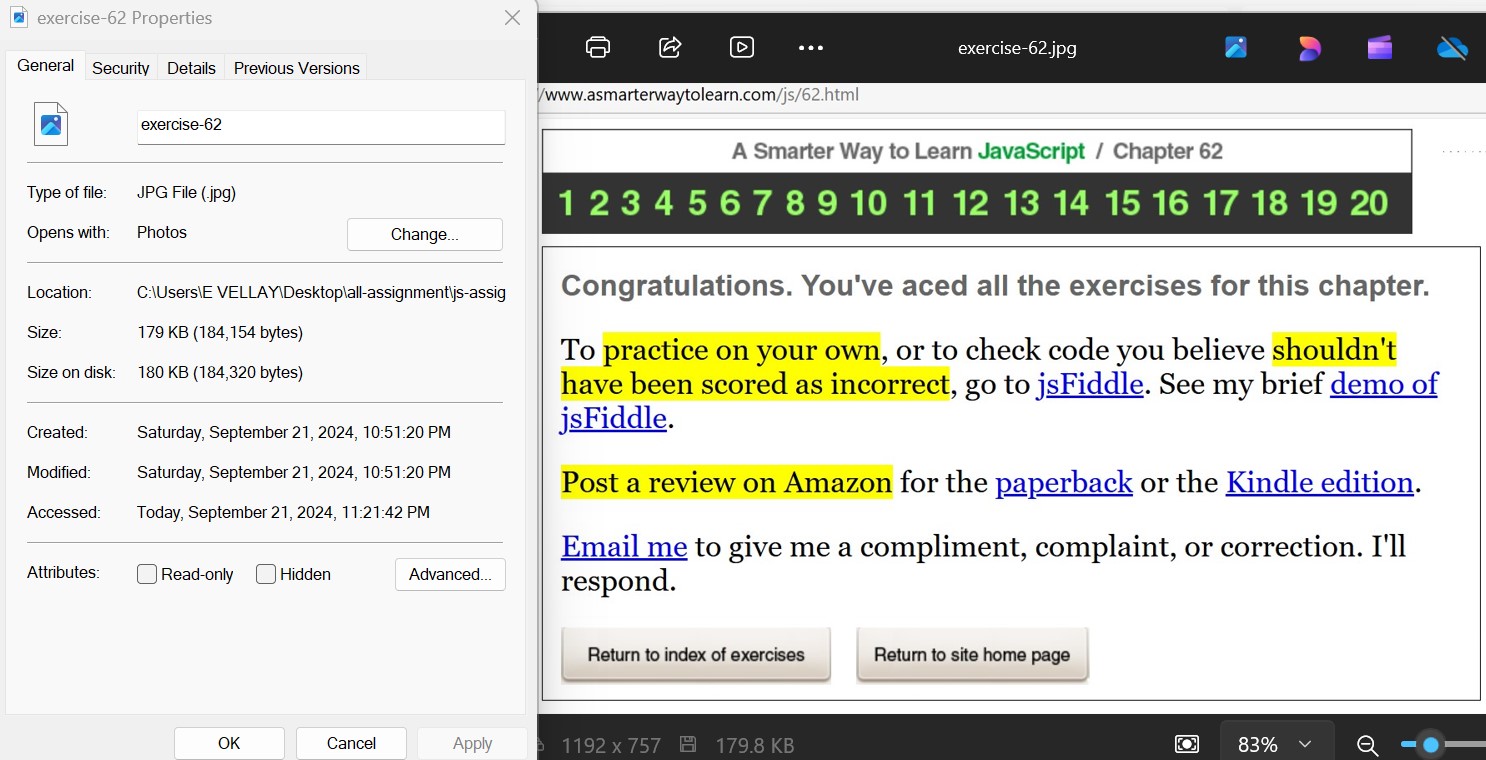 exercise-62 Properties
General Security Details Previous Versions
exercise-62
Type of file: JPG File (.jpg)
Opens with: Photos Change...
Location: C:\Users\E VELLAY\Desktop\all-assignment\js-assig
Size: 179 KB (184,154 bytes)
Size on disk: 180 KB (184,320 bytes)
Created: Saturday, September 21, 2024, 10:51:20 PM
Modified: Saturday, September 21, 2024, 10:51:20 PM
Accessed: Today, September 21, 2024, 11:21:42 PM
Attributes: Read-only Hidden Advanced...
OK Cancel Apply
exercise-62.jpg
/www.asmarterwaytolearn.com/js/62.html
A Smarter Way to Learn JavaScript / Chapter 62
1 2 3 4 5 6 7 8 9 10 11 12 13 14 15 16 17 18 19 20
Congratulations. You've aced all the exercises for this chapter.
To practice on your own, or to check code you believe shouldn't
have been scored as incorrect, go to jsFiddle. See my brief demo of
jsFiddle.
Post a review on Amazon for the paperback or the Kindle edition.
Email me to give me a compliment, complaint, or correction. I'll
respond.
Return to index of exercises Return to site home page
1192 x 757 179.8 KB 83%